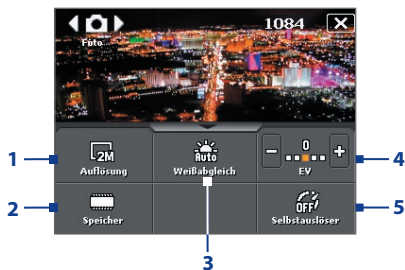 1084
Foto
2M
Auto
0
1 Auflösung
Weißabgleich
EV 4
OFF
2 Speicher
Selbstauslöser 5
3